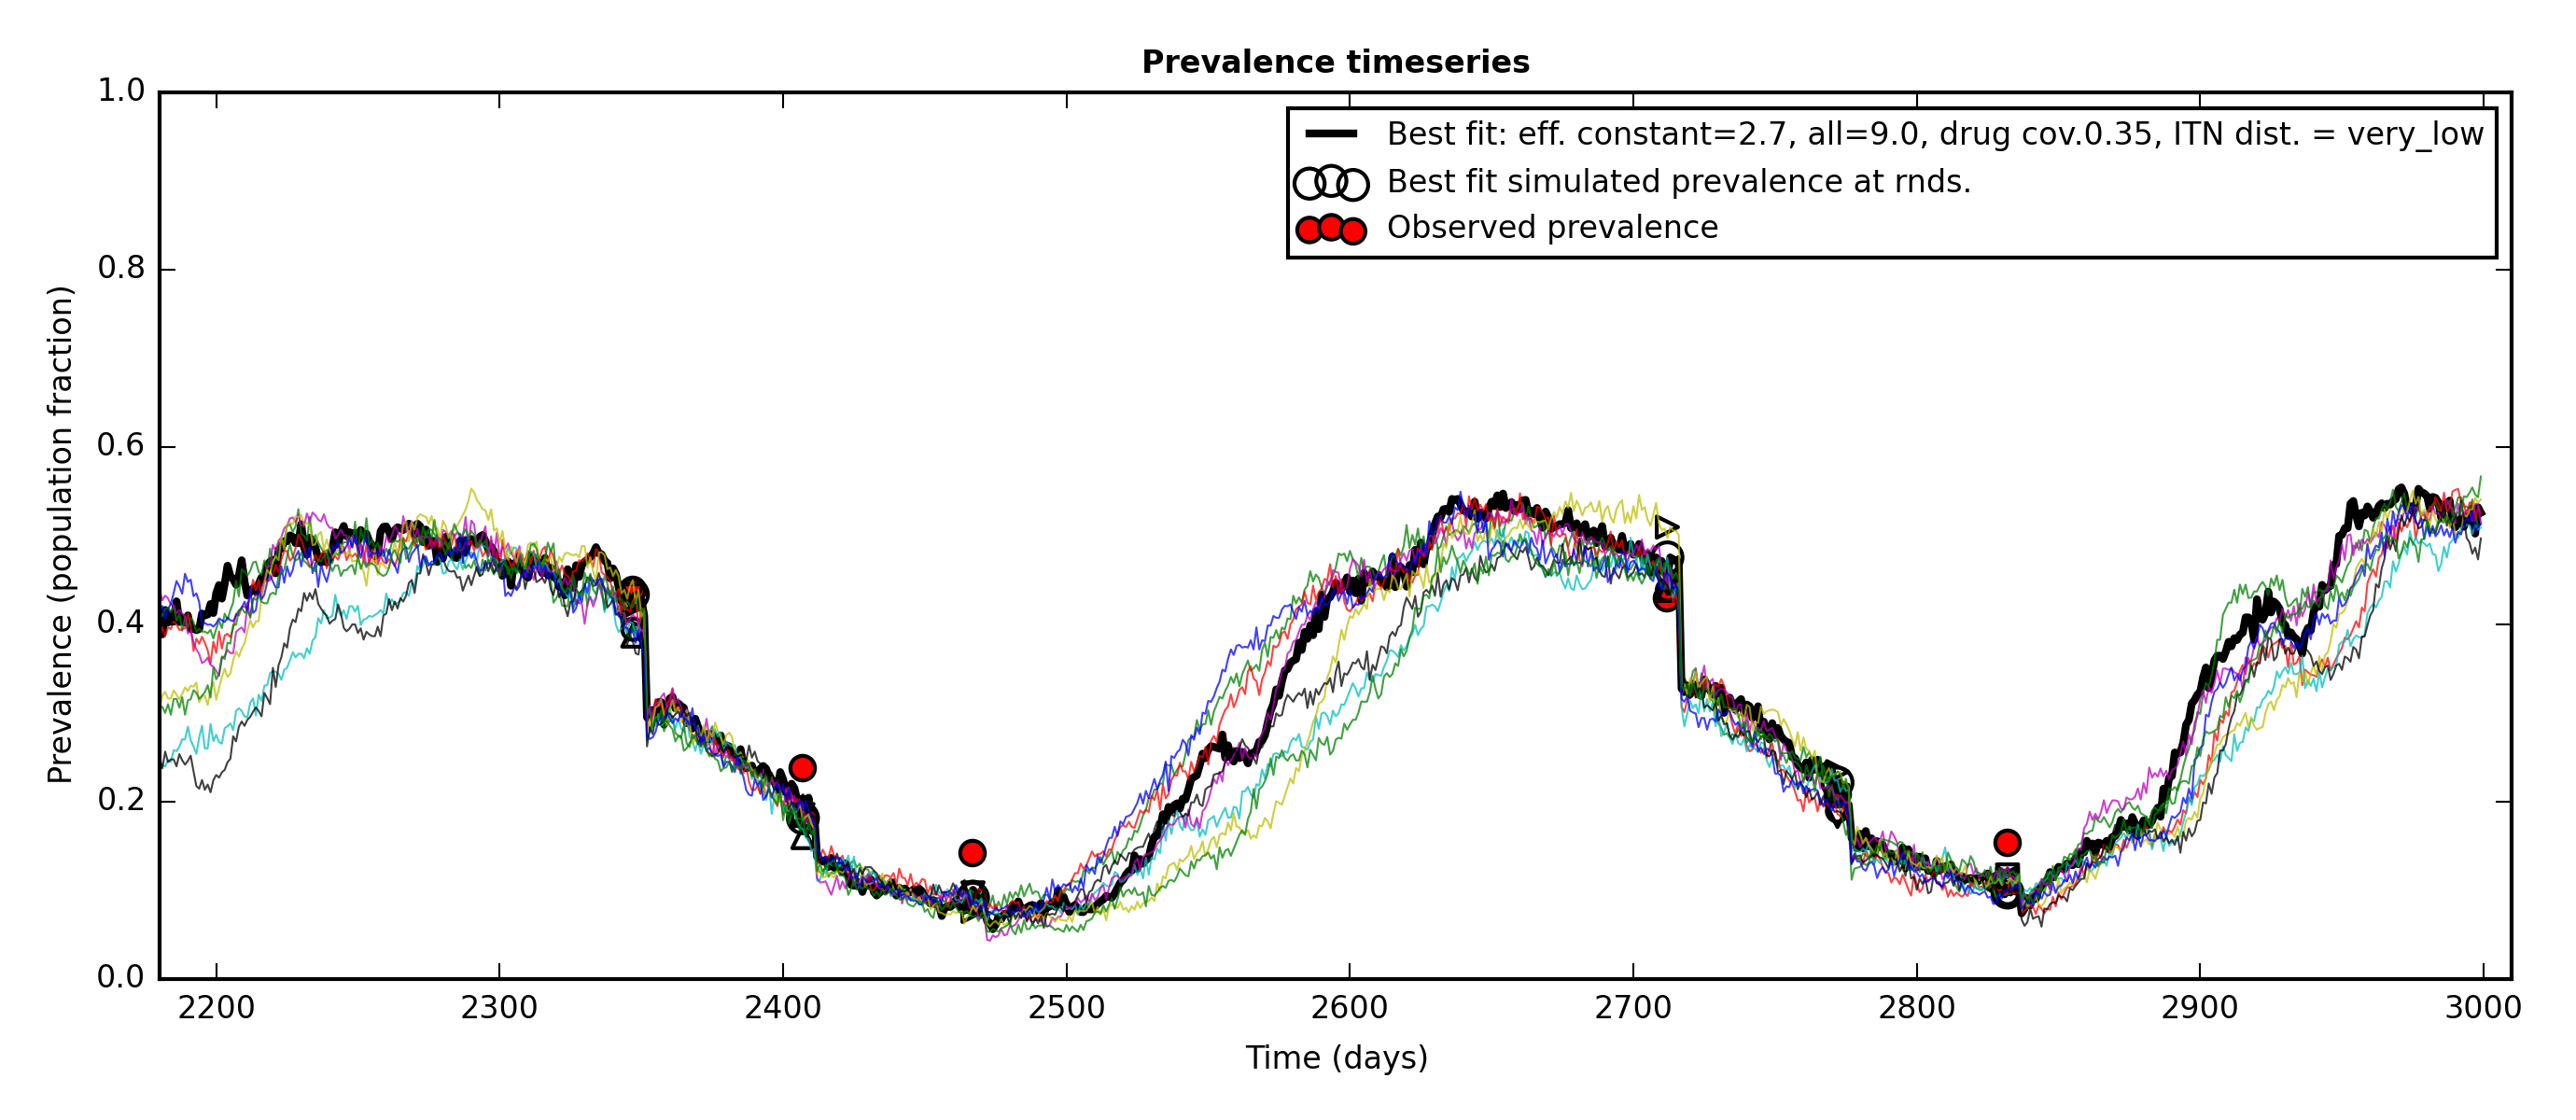 Prevalence timeseries
1.0
0.8
0.6
0.4
0.2
0.0
Prevalence (population fraction)
Best fit: eff. constant=2.7, all=9.0, drug cov.0.35, ITN dist. = very_low
Best fit simulated prevalence at rnds.
Observed prevalence
2200 2300 2400 2500 2600 2700 2800 2900 3000
Time (days)